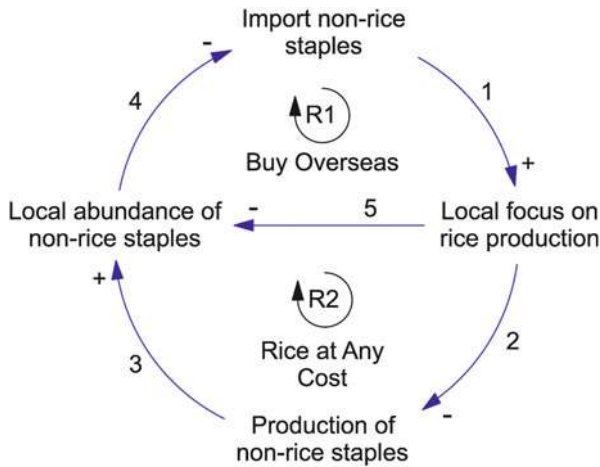 Import non-rice
staples
-
4
1
R1
Buy Overseas
+
-
5
Local abundance of
non-rice staples
Local focus on
rice production
+
R2
3
2
Rice at Any
Cost
-
Production of
non-rice staples